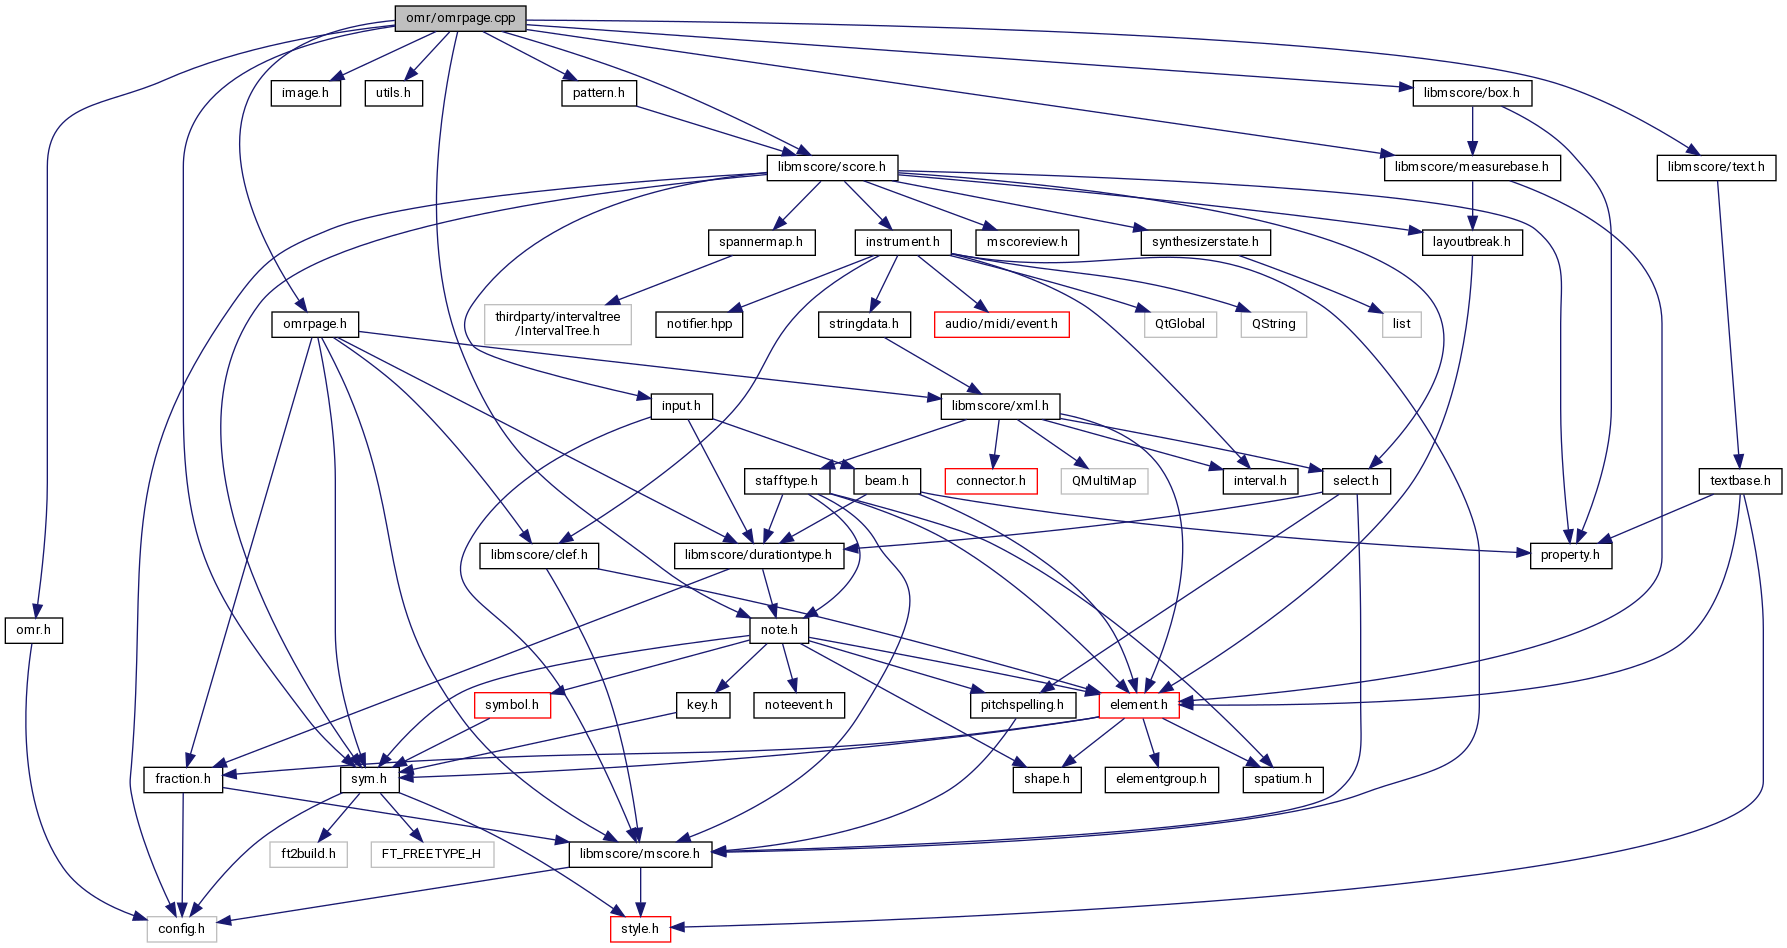 omr/omrpage.cpp
image.h
utils.h
pattern.h
libmscore/box.h
libmscore/score.h
libmscore/measurebase.h
libmscore/text.h
spannermap.h
instrument.h
mscoreview.h
synthesizerstate.h
layoutbreak.h
omrpage.h
thirdparty/intervaltree
/IntervalTree.h
notifier.hpp
stringdata.h
audio/midi/event.h
QtGlobal
QString
list
input.h
libmscore/xml.h
stafftype.h
beam.h
connector.h
QMultiMap
interval.h
select.h
textbase.h
libmscore/clef.h
libmscore/durationtype.h
property.h
omr.h
note.h
symbol.h
key.h
noteevent.h
pitchspelling.h
element.h
fraction.h
sym.h
shape.h
elementgroup.h
spatium.h
ft2build.h
FT_FREETYPE_H
libmscore/mscore.h
config.h
style.h